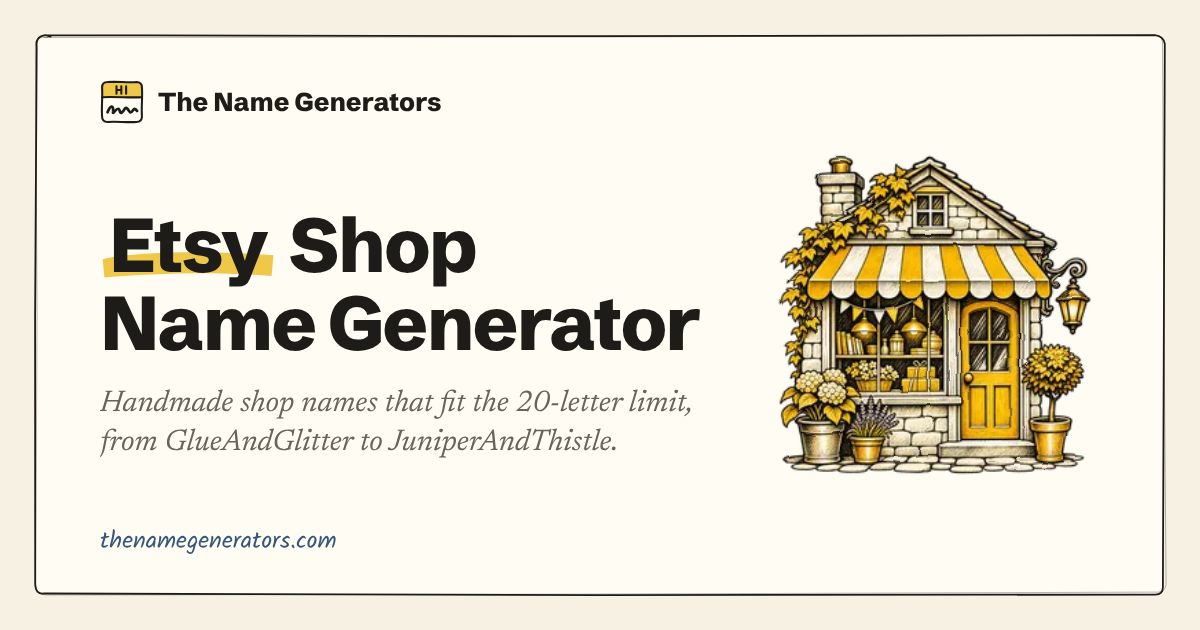 HI
The Name Generators
Etsy Shop
Name Generator
Handmade shop names that fit the 20-letter limit,
from GlueAndGlitter to JuniperAndThistle.
thenamegenerators.com